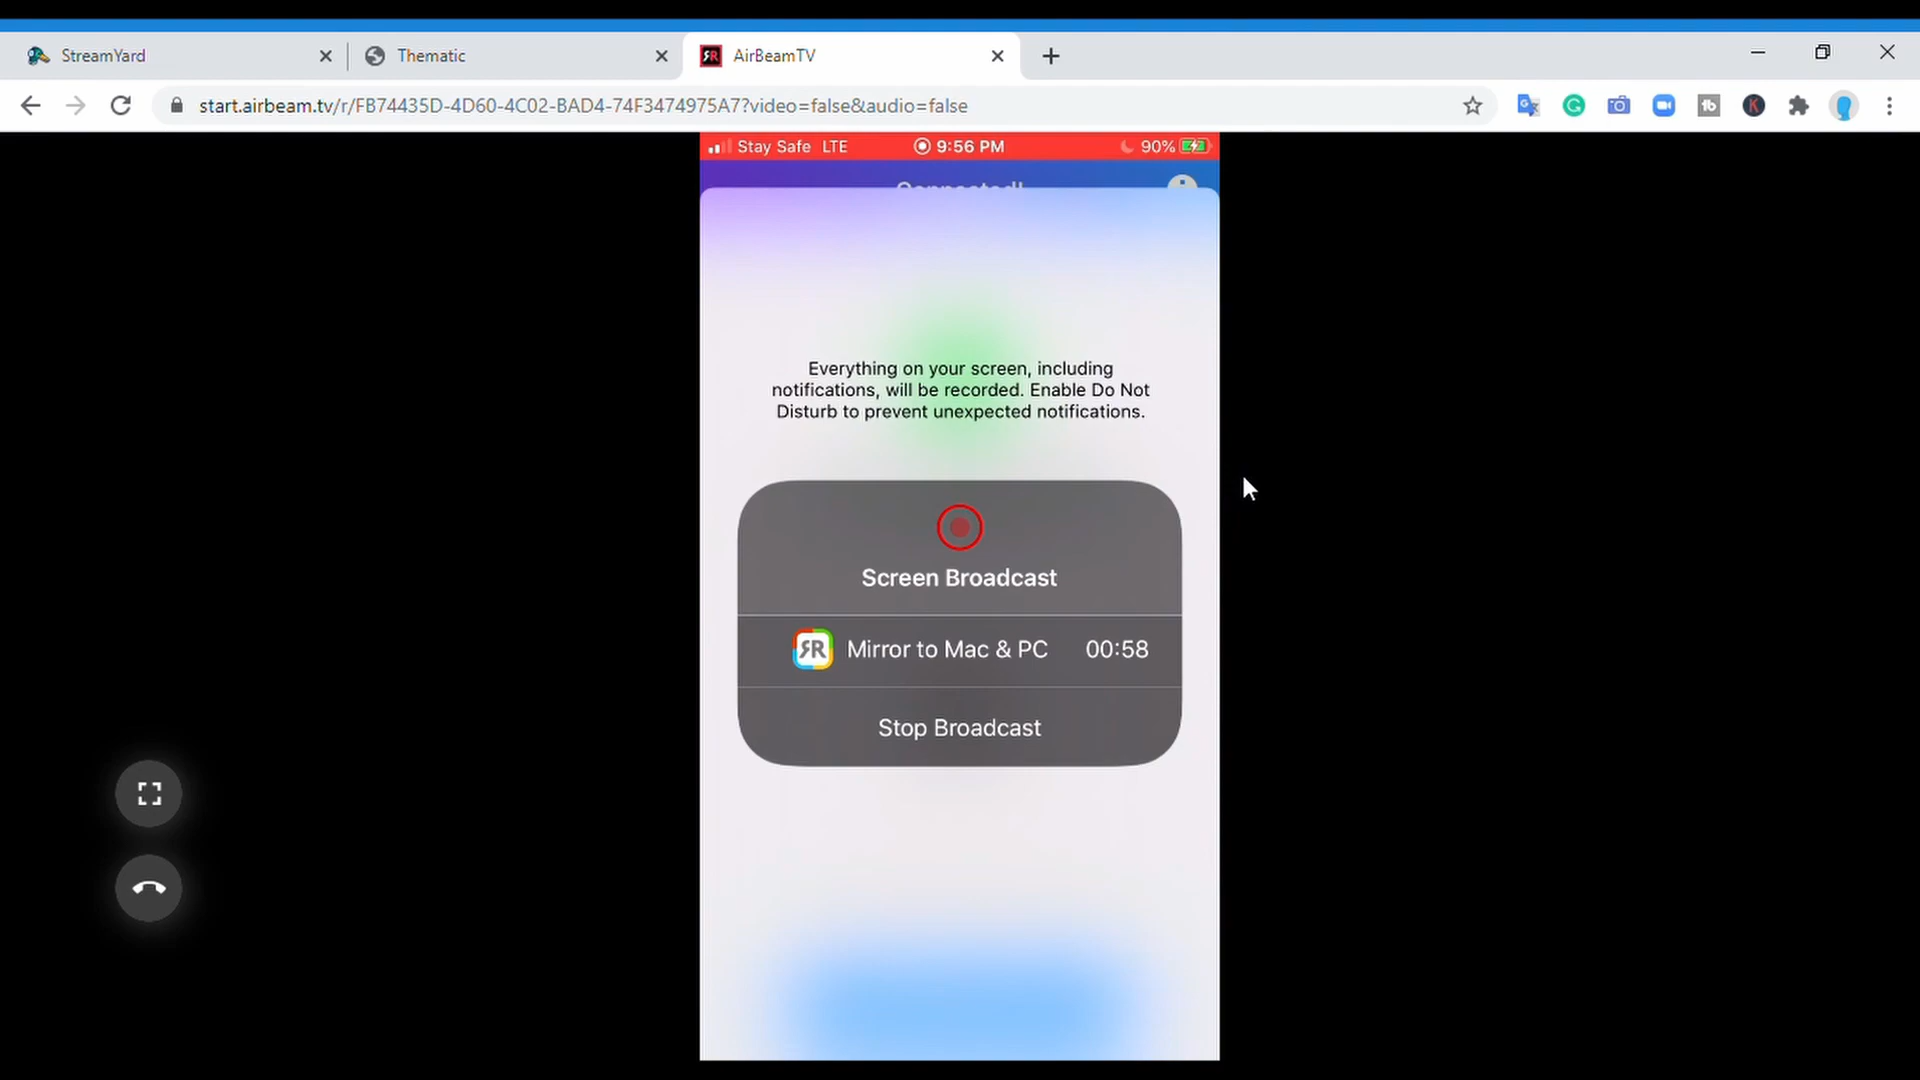 StreamYard
Thematic
AirBeamTV
start.airbeam.tv/r/FB74435D-4D60-4C02-BAD4-74F3474975A7?video=false&audio=false
Stay Safe LTE 9:56 PM 90%
Connected!
Everything on your screen, including
notifications, will be recorded. Enable Do Not
Disturb to prevent unexpected notifications.
Screen Broadcast
Mirror to Mac & PC 00:58
Stop Broadcast